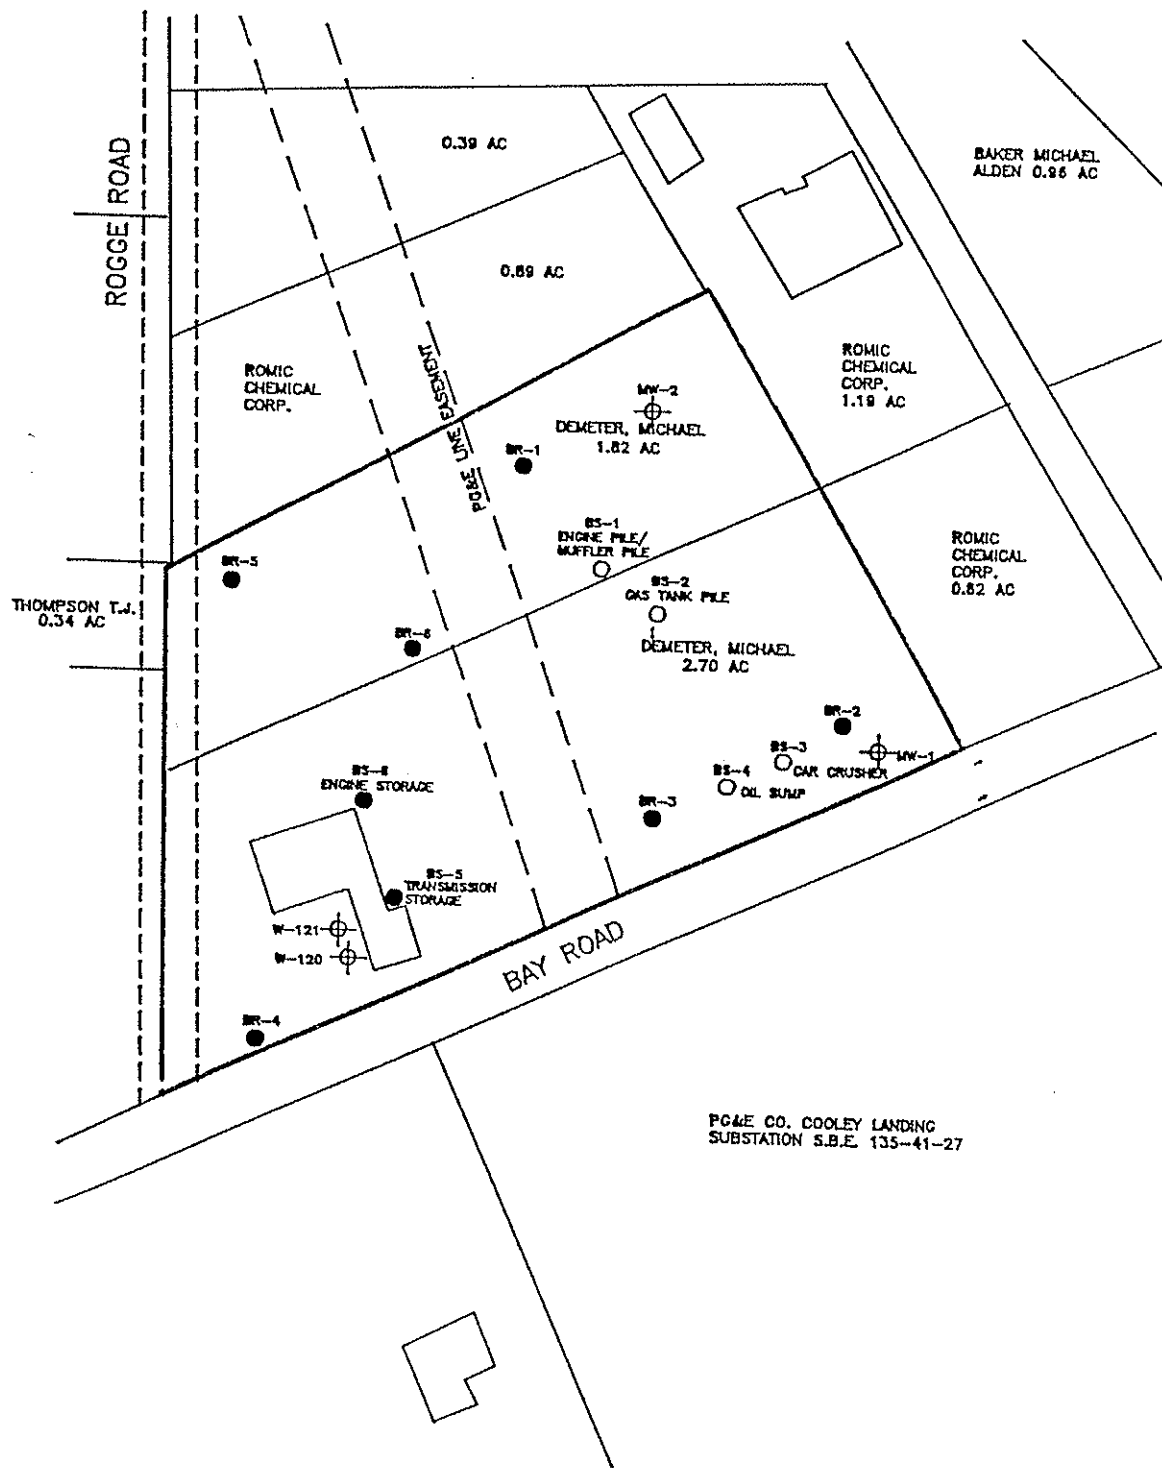 0.39 AC
BAKER MICHAEL
ALDEN 0.95 AC
ROGGE ROAD
0.89 AC
ROMIC
CHEMICAL
CORP.
PG&E LINE EASEMENT
ROMIC
CHEMICAL
CORP.
1.19 AC
MW-2
DEMETER, MICHAEL
1.82 AC
BR-1
BS-1
ENGINE PILE/
MUFFLER PILE
BR-5
BS-2
GAS TANK PILE
ROMIC
CHEMICAL
CORP.
0.82 AC
THOMPSON T.J.
0.34 AC
BR-6
DEMETER, MICHAEL
2.70 AC
BR-2
BS-3
CAR CRUSHER
MW-1
BS-4
OIL SUMP
BR-3
BS-6
ENGINE STORAGE
BS-5
TRANSMISSION
STORAGE
W-121
W-120
BAY ROAD
BR-4
PG&E CO. COOLEY LANDING
SUBSTATION S.B.E. 135-41-27